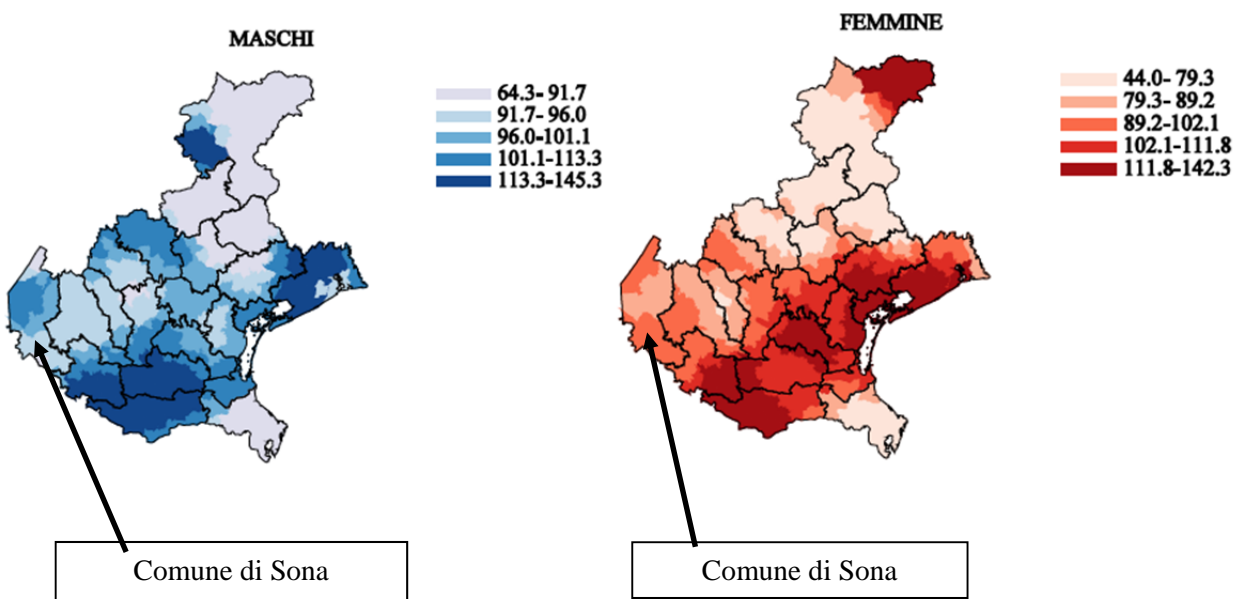 MASCHI
64.3- 91.7
91.7- 96.0
96.0-101.1
101.1-113.3
113.3-145.3
Comune di Sona
FEMMINE
44.0- 79.3
79.3- 89.2
89.2-102.1
102.1-111.8
111.8-142.3
Comune di Sona